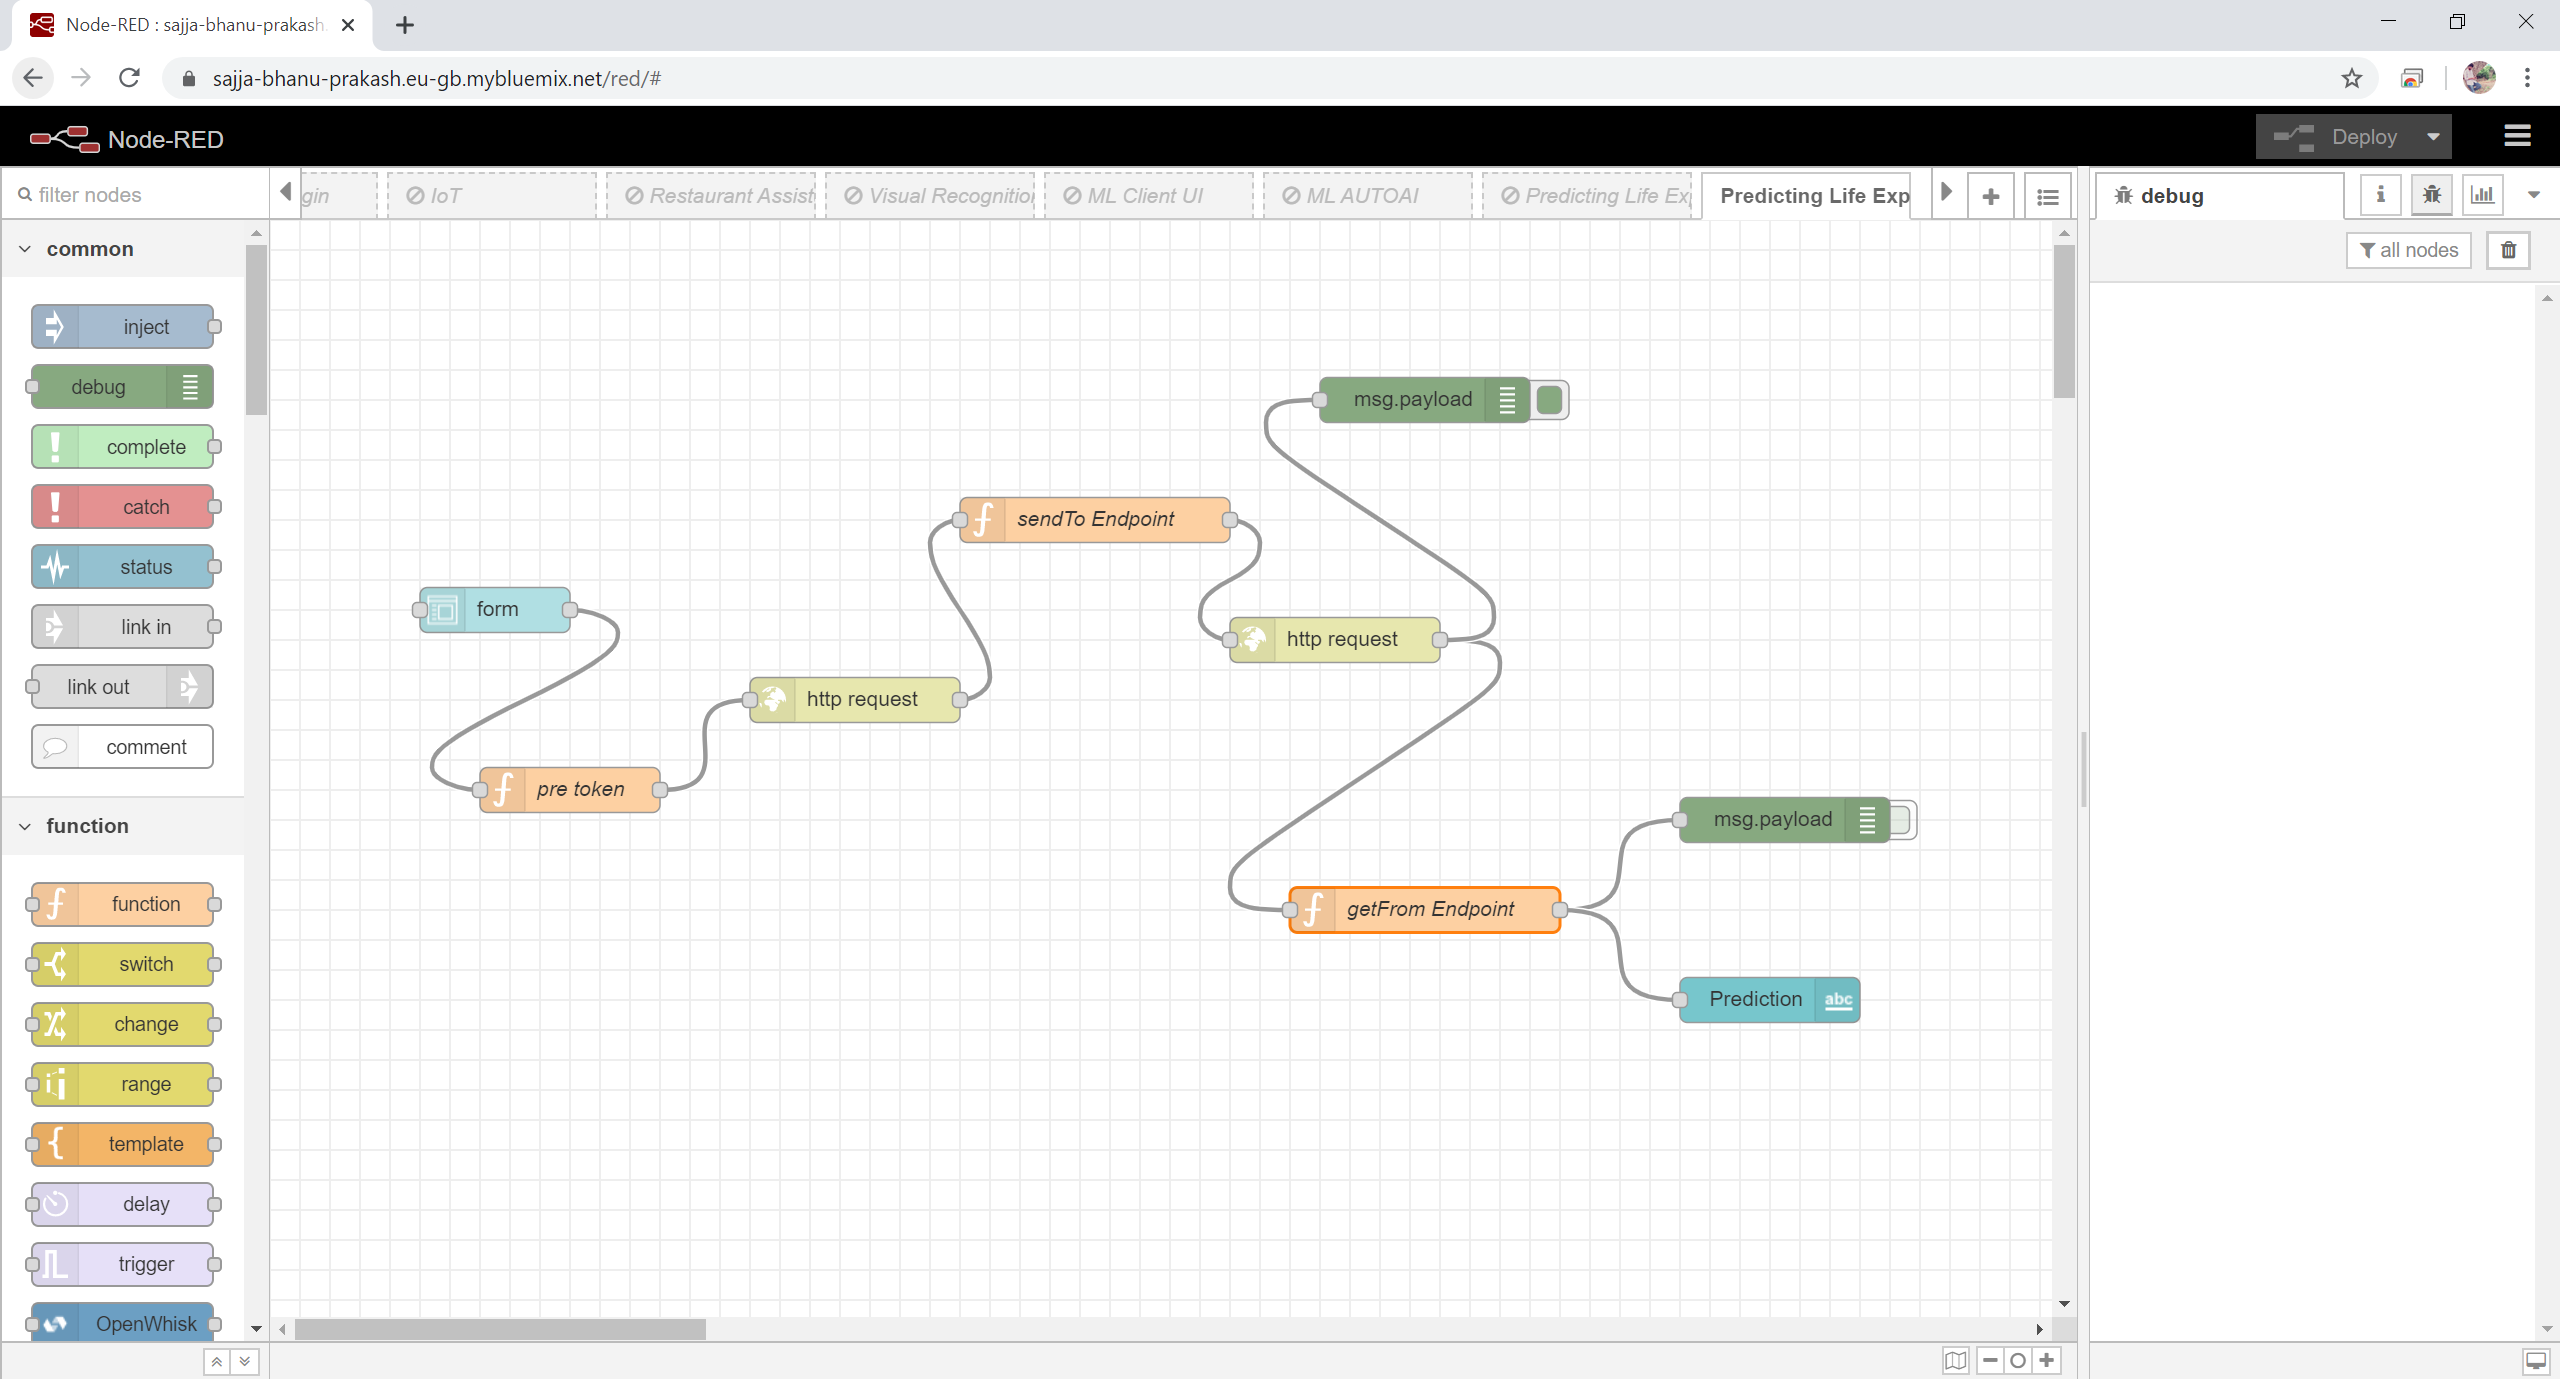 Node-RED : sajja-bhanu-prakash.
sajja-bhanu-prakash.eu-gb.mybluemix.net/red/#
Node-RED
Deploy
filter nodes
gin
IoT
Restaurant Assist
Visual Recognitio
ML Client UI
ML AUTOAI
Predicting Life Ex
Predicting Life Exp
debug
all nodes
common
inject
debug
complete
catch
status
link in
link out
comment
function
function
switch
change
range
template
delay
trigger
OpenWhisk
msg.payload
sendTo Endpoint
form
http request
http request
pre token
msg.payload
getFrom Endpoint
Prediction
abc